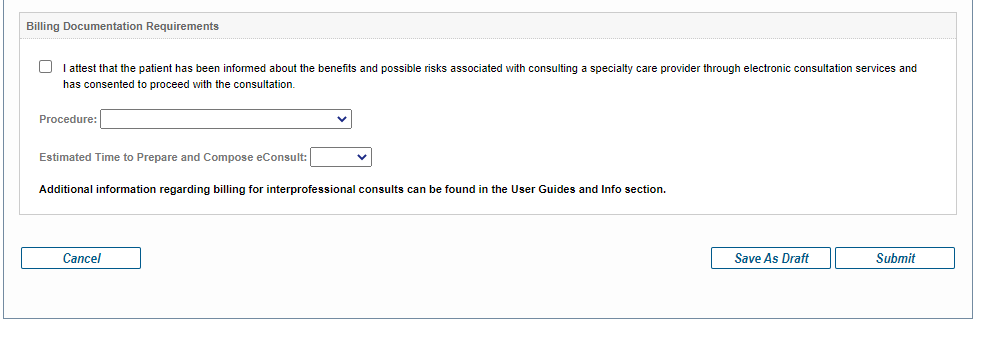 Billing Documentation Requirements
I attest that the patient has been informed about the benefits and possible risks associated with consulting a specialty care provider through electronic consultation services and
has consented to proceed with the consultation.
Procedure:
Estimated Time to Prepare and Compose eConsult:
Additional information regarding billing for interprofessional consults can be found in the User Guides and Info section.
Cancel Save As Draft Submit